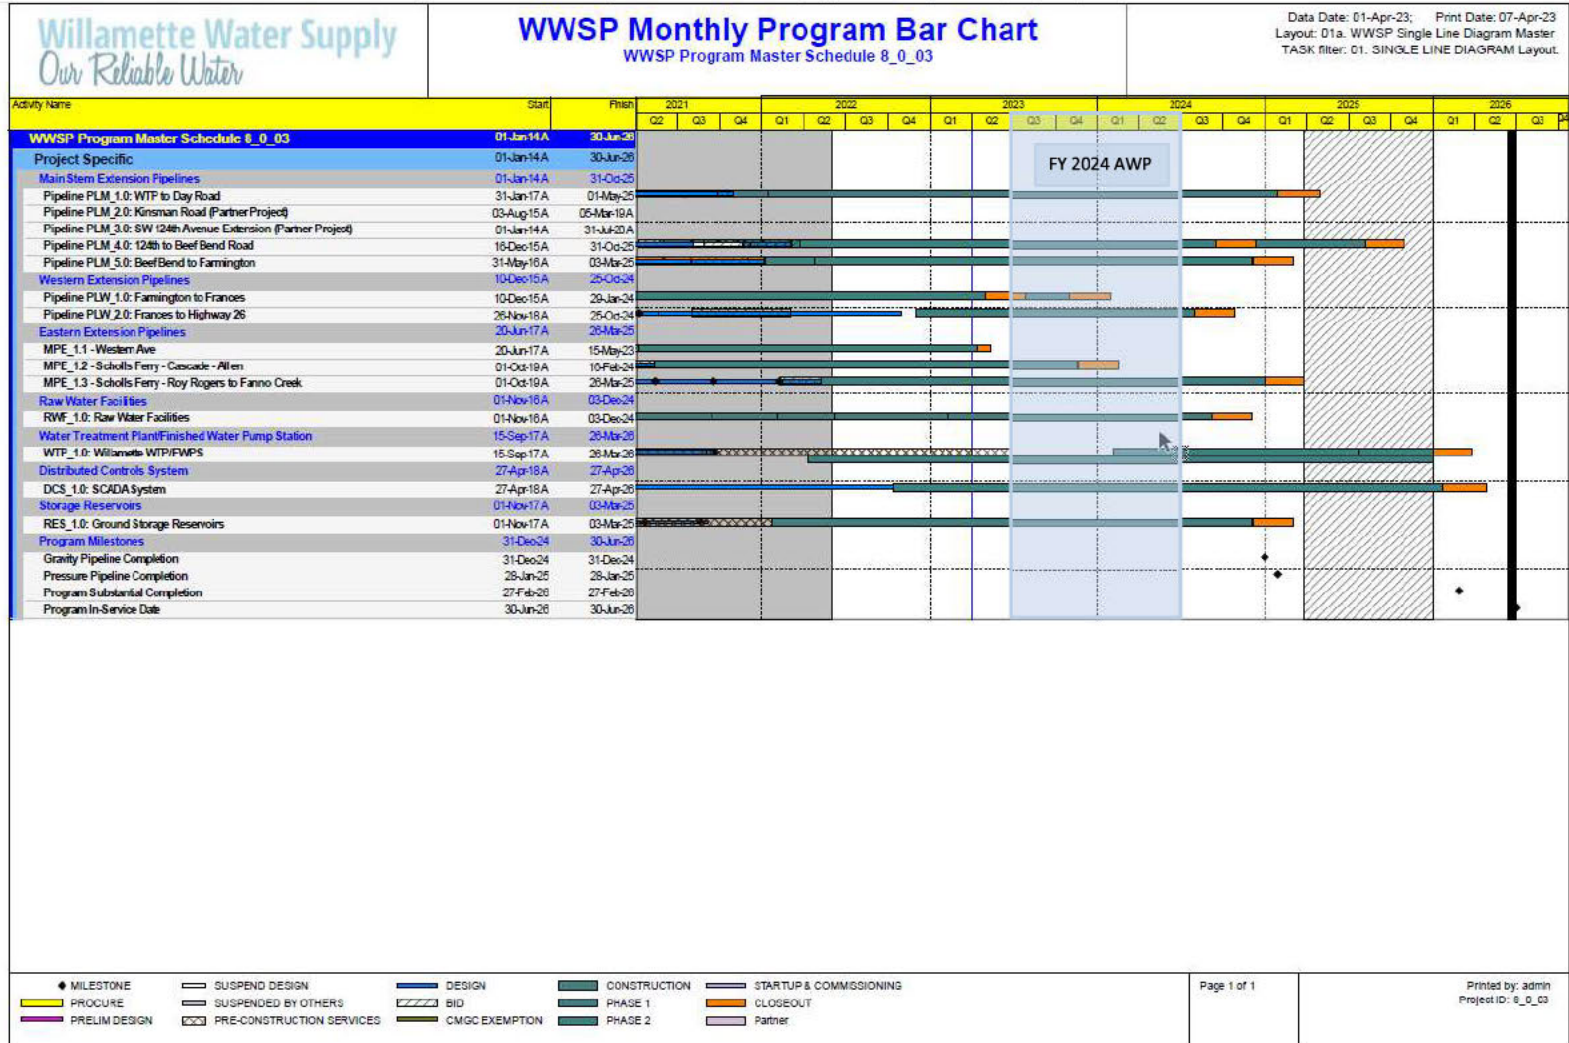 Willamette Water Supply
Our Reliable Water
WWSP Monthly Program Bar Chart
WWSP Program Master Schedule 8_0_03
Data Date: 01-Apr-23; Print Date: 07-Apr-23
Layout: 01a. WWSP Single Line Diagram Master
TASK filter: 01. SINGLE LINE DIAGRAM Layout.
Activity Name Start Finish 2021 2022 2023 2024 2025 2026
Q2 Q3 Q4 Q1 Q2 Q3 Q4 Q1 Q2 Q3 Q4 Q1 Q2 Q3 Q4 Q1 Q2 Q3 Q4 Q1 Q2 Q3 Q4
FY 2024 AWP
WWSP Program Master Schedule 8_0_03 01-Jan-14 A 30-Jun-26
Project Specific 01-Jan-14 A 30-Jun-26
Main Stem Extension Pipelines 01-Jan-14 A 31-Oct-25
Pipeline PLM_1.0: WTP to Day Road 31-Jan-17 A 01-May-25
Pipeline PLM_2.0: Kinsman Road (Partner Project) 03-Aug-15 A 05-Mar-19 A
Pipeline PLM_3.0: SW 124th Avenue Extension (Partner Project) 01-Jan-14 A 31-Jul-20 A
Pipeline PLM_4.0: 124th to Beef Bend Road 16-Dec-15 A 31-Oct-25
Pipeline PLM_5.0: Beef Bend to Farmington 31-May-16 A 03-Mar-25
Western Extension Pipelines 10-Dec-15 A 25-Oct-24
Pipeline PLW_1.0: Farmington to Frances 10-Dec-15 A 29-Jan-24
Pipeline PLW_2.0: Frances to Highway 26 26-Nov-18 A 25-Oct-24
Eastern Extension Pipelines 20-Jun-17 A 26-Mar-25
MPE_1.1 - Western Ave 20-Jun-17 A 15-May-23
MPE_1.2 - Scholls Ferry - Cascade - Allen 01-Oct-19 A 16-Feb-24
MPE_1.3 - Scholls Ferry - Roy Rogers to Fanno Creek 01-Oct-19 A 26-Mar-25
Raw Water Facilities 01-Nov-16 A 03-Dec-24
RWF_1.0: Raw Water Facilities 01-Nov-16 A 03-Dec-24
Water Treatment Plant/Finished Water Pump Station 15-Sep-17 A 26-Mar-26
WTP_1.0: Willamette WTP/FWPS 15-Sep-17 A 26-Mar-26
Distributed Controls System 27-Apr-18 A 27-Apr-26
DCS_1.0: SCADA System 27-Apr-18 A 27-Apr-26
Storage Reservoirs 01-Nov-17 A 03-Mar-25
RES_1.0: Ground Storage Reservoirs 01-Nov-17 A 03-Mar-25
Program Milestones 31-Dec-24 30-Jun-26
Gravity Pipeline Completion 31-Dec-24 31-Dec-24
Pressure Pipeline Completion 28-Jan-25 28-Jan-25
Program Substantial Completion 27-Feb-26 27-Feb-26
Program In-Service Date 30-Jun-26 30-Jun-26
MILESTONE SUSPEND DESIGN DESIGN CONSTRUCTION STARTUP & COMMISSIONING
PROCURE SUSPENDED BY OTHERS BID PHASE 1 CLOSEOUT
PRELIM DESIGN PRE-CONSTRUCTION SERVICES CMGC EXEMPTION PHASE 2 Partner
Page 1 of 1
Printed by: admin
Project ID: 8_0_03